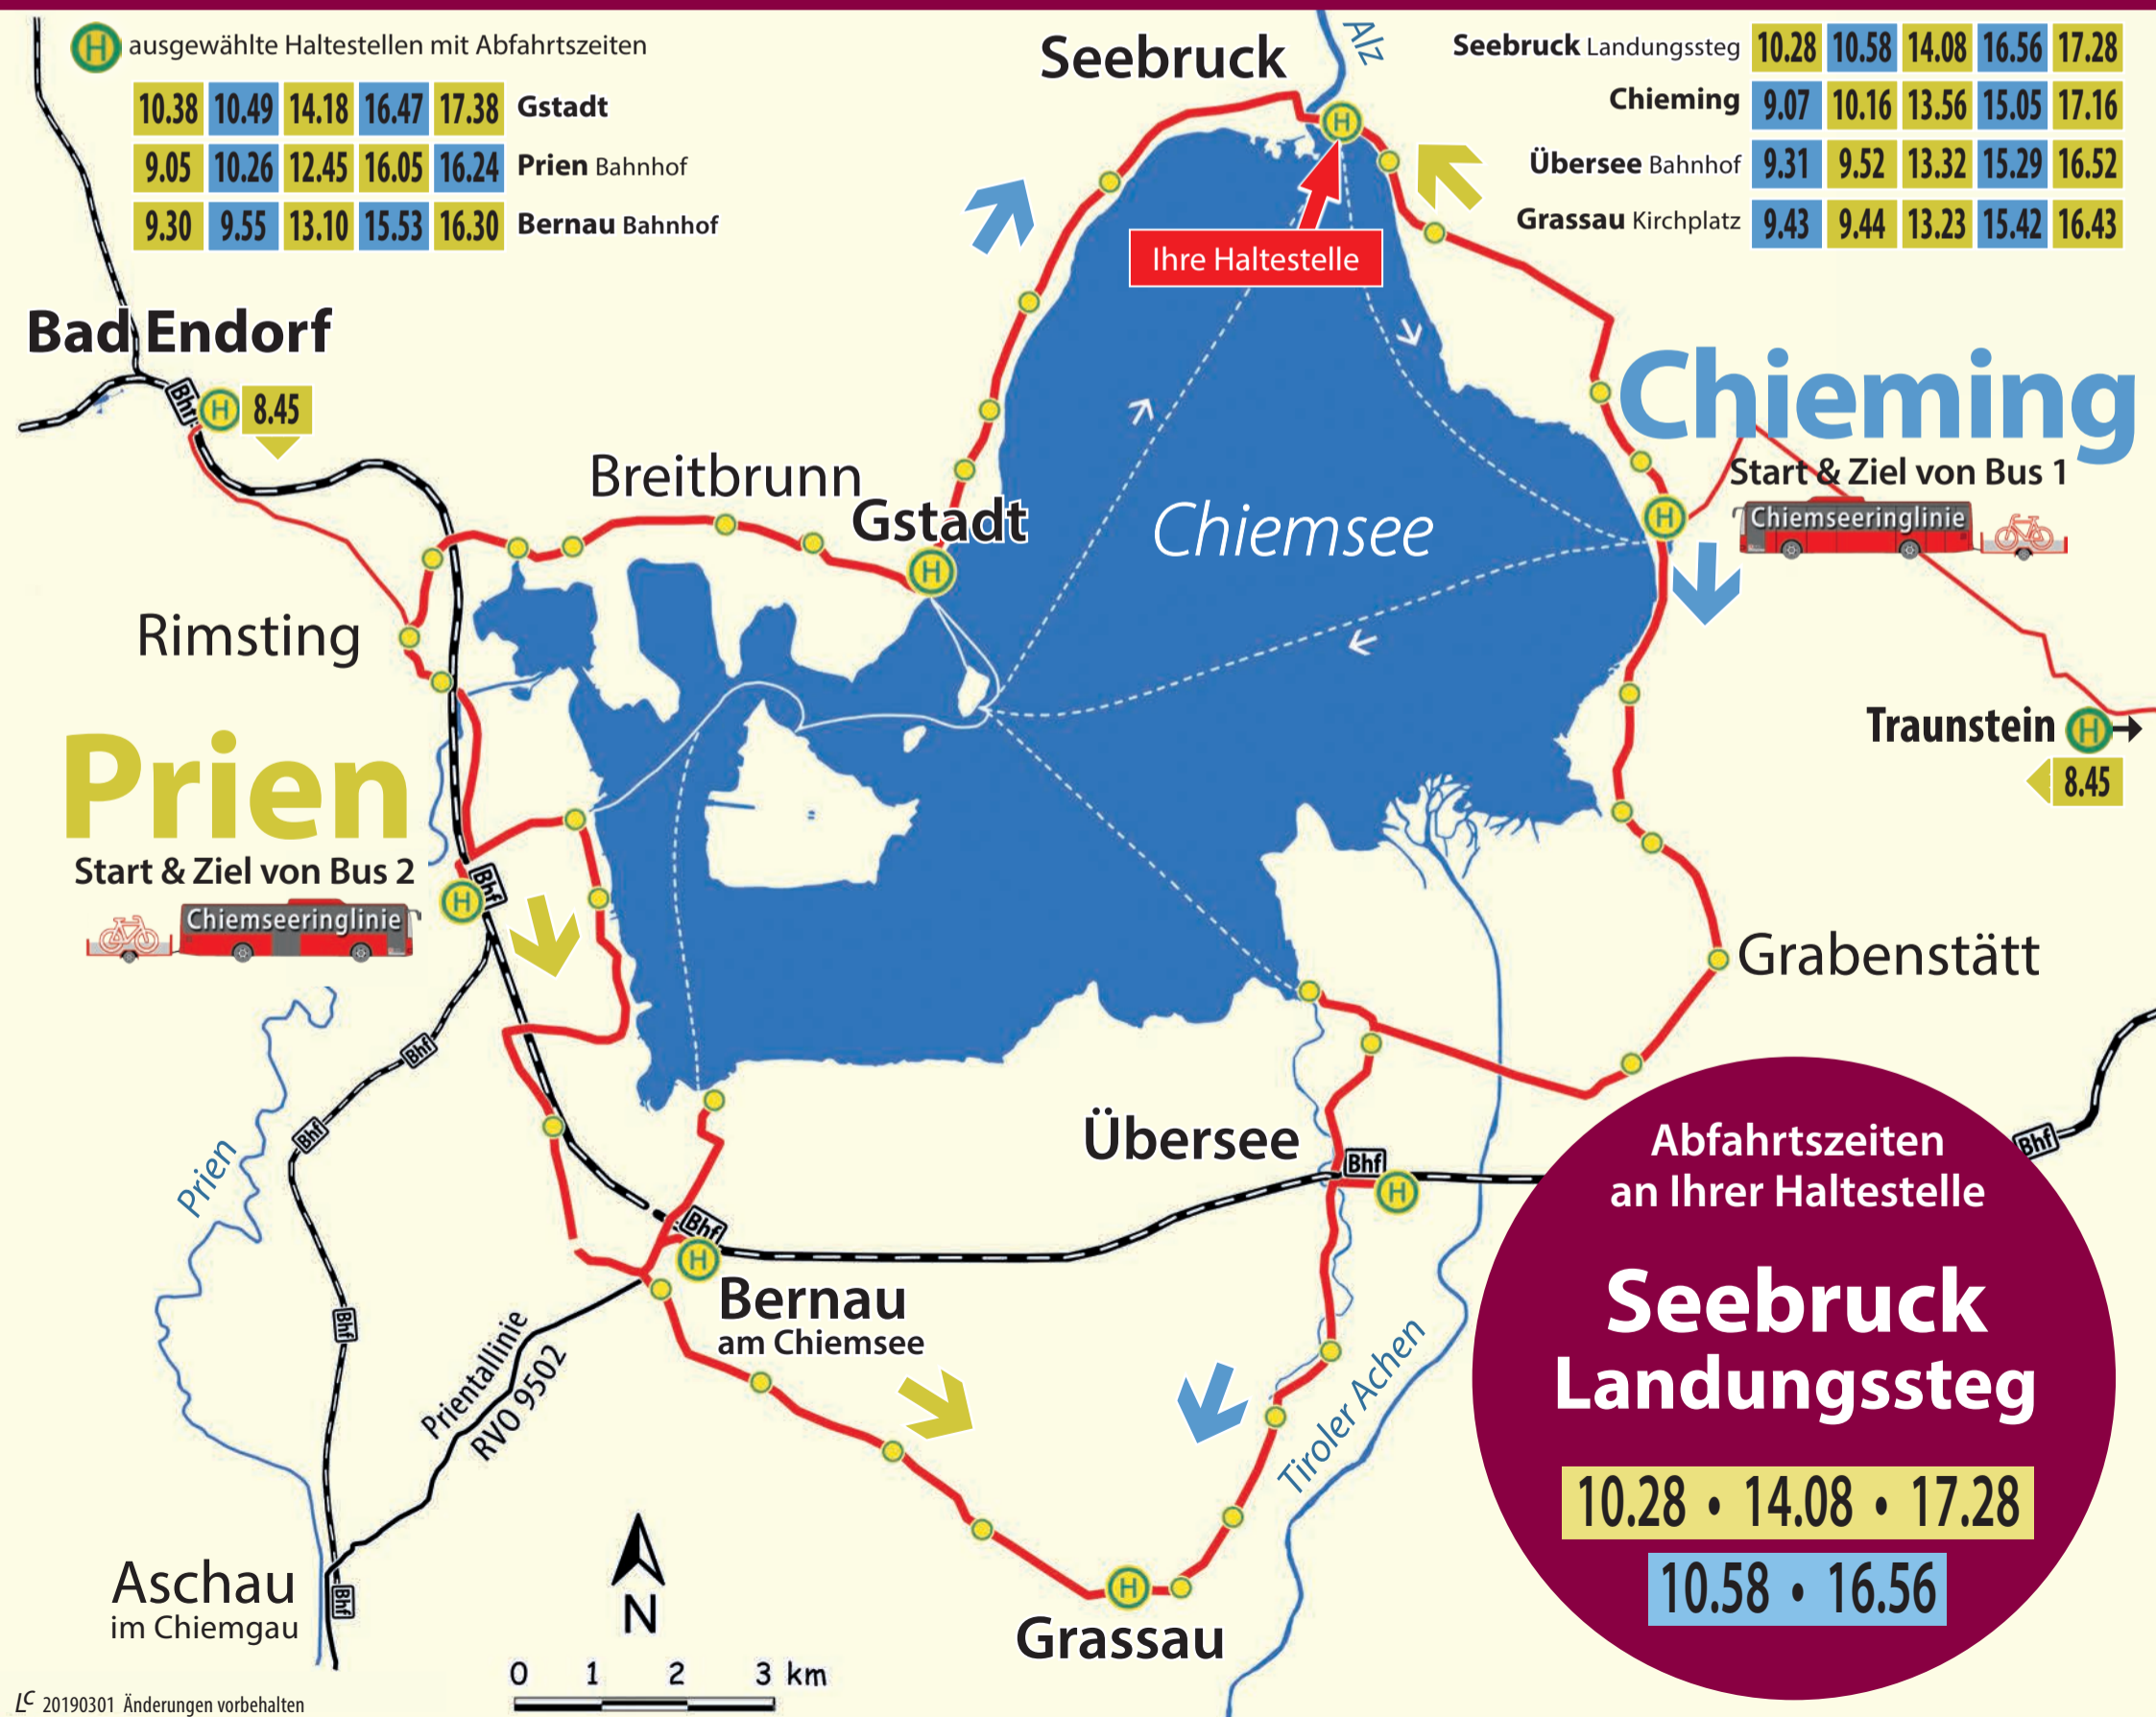 H ausgewählte Haltestellen mit Abfahrtszeiten
10.38 10.49 14.18 16.47 17.38 Gstadt
9.05 10.26 12.45 16.05 16.24 Prien Bahnhof
9.30 9.55 13.10 15.53 16.30 Bernau Bahnhof
Seebruck
Alz
Seebruck Landungssteg 10.28 10.58 14.08 16.56 17.28
Chieming 9.07 10.16 13.56 15.05 17.16
Übersee Bahnhof 9.31 9.52 13.32 15.29 16.52
Grassau Kirchplatz 9.43 9.44 13.23 15.42 16.43
H
Ihre Haltestelle
Bad Endorf
Bhf H 8.45
Chieming
Start & Ziel von Bus 1
Chiemseeringlinie
H
Breitbrunn
Gstadt
H
Chiemsee
Rimsting
Traunstein H
8.45
Prien
Start & Ziel von Bus 2
Chiemseeringlinie
Bhf
H
Grabenstätt
Bhf
Bhf
Prien
Übersee
Bhf
H
Bhf
Bhf
H
Bernau
am Chiemsee
Bhf
Prientallinie
RVO 9502
Tiroler Achen
Abfahrtszeiten
an Ihrer Haltestelle
Seebruck
Landungssteg
10.28 • 14.08 • 17.28
10.58 • 16.56
Aschau
im Chiemgau
Bhf
N
H
Grassau
0 1 2 3 km
LC 20190301 Änderungen vorbehalten